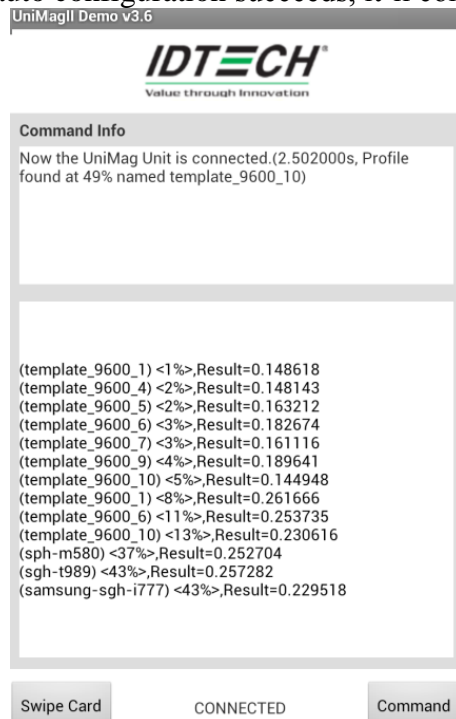 UniMagII Demo v3.6
IDTECH®
Value through Innovation
Command Info
Now the UniMag Unit is connected.(2.502000s, Profile
found at 49% named template_9600_10)
(template_9600_1) <1%>,Result=0.148618
(template_9600_4) <2%>,Result=0.148143
(template_9600_5) <2%>,Result=0.163212
(template_9600_6) <3%>,Result=0.182674
(template_9600_7) <3%>,Result=0.161116
(template_9600_9) <4%>,Result=0.189641
(template_9600_10) <5%>,Result=0.144948
(template_9600_1) <8%>,Result=0.261666
(template_9600_6) <11%>,Result=0.253735
(template_9600_10) <13%>,Result=0.230616
(sph-m580) <37%>,Result=0.252704
(sgh-t989) <43%>,Result=0.257282
(samsung-sgh-i777) <43%>,Result=0.229518
Swipe Card CONNECTED Command